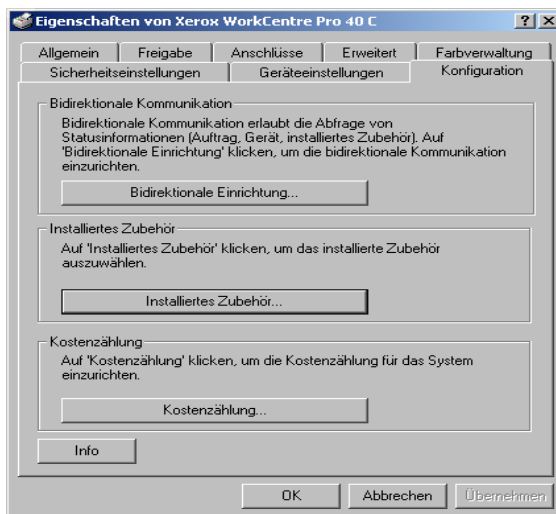 Eigenschaften von Xerox WorkCentre Pro 40 C
Allgemein Freigabe Anschlüsse Erweitert Farbverwaltung
Sicherheitseinstellungen Geräteeinstellungen Konfiguration
Bidirektionale Kommunikation
Bidirektionale Kommunikation erlaubt die Abfrage von
Statusinformationen (Auftrag, Gerät, installiertes Zubehör). Auf
'Bidirektionale Einrichtung' klicken, um die bidirektionale Kommunikation
einzurichten.
Bidirektionale Einrichtung...
Installiertes Zubehör
Auf 'Installiertes Zubehör' klicken, um das installierte Zubehör
auszuwählen.
Installiertes Zubehör...
Kostenzählung
Auf 'Kostenzählung' klicken, um die Kostenzählung für das System
einzurichten.
Kostenzählung...
Info
OK Abbrechen Übernehmen